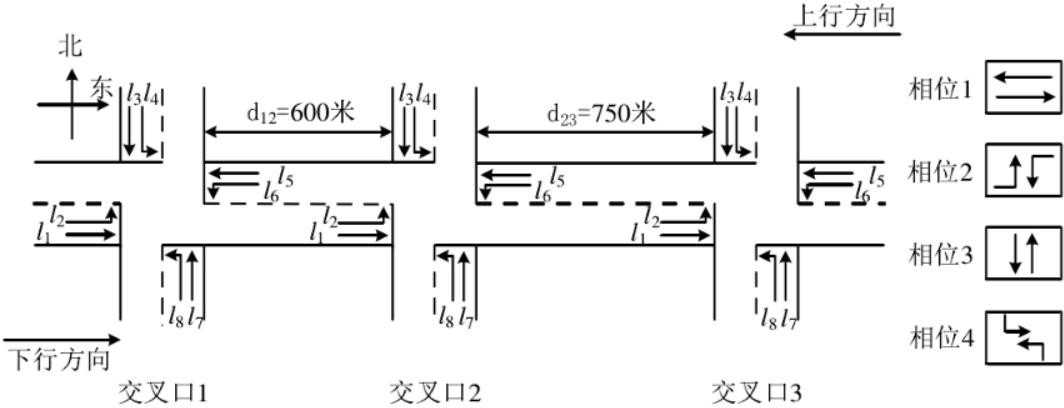 上行方向
北
东
l3 l4
d12=600米
l3 l4
d23=750米
l3 l4
相位1
l5
l6
l5
l6
l5
l6
相位2
l2
l1
l2
l1
l2
l1
相位3
l8 l7
l8 l7
l8 l7
相位4
下行方向
交叉口1
交叉口2
交叉口3